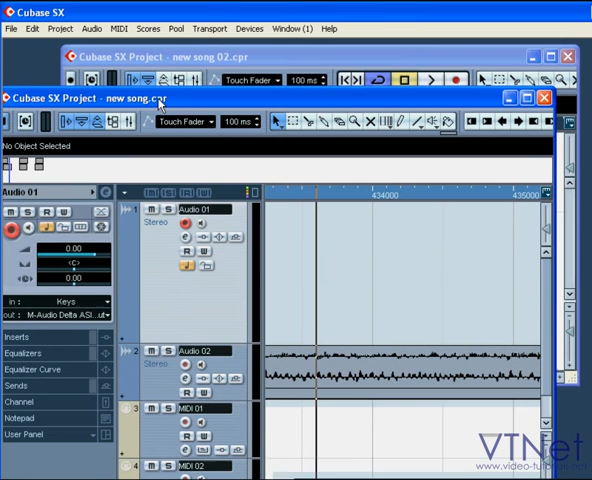 Cubase SX
File Edit Project Audio MIDI Scores Pool Transport Devices Window (1) Help
Cubase SX Project - new song 02.cpr
Touch Fader 100 ms
Cubase SX Project - new song.cpr
Touch Fader 100 ms
No Object Selected
Audio 01
434000 435000
M S R W
0.00
<C>
0.00
in : Keys
out : M-Audio Delta ASI...ut
Inserts
Equalizers
Equalizer Curve
Sends
Channel
Notepad
User Panel
1 M S Audio 01
Stereo
e
R W
2 M S Audio 02
Stereo
e
R W
3 M S MIDI 01
R W
e
4 M S MIDI 02
VTNet